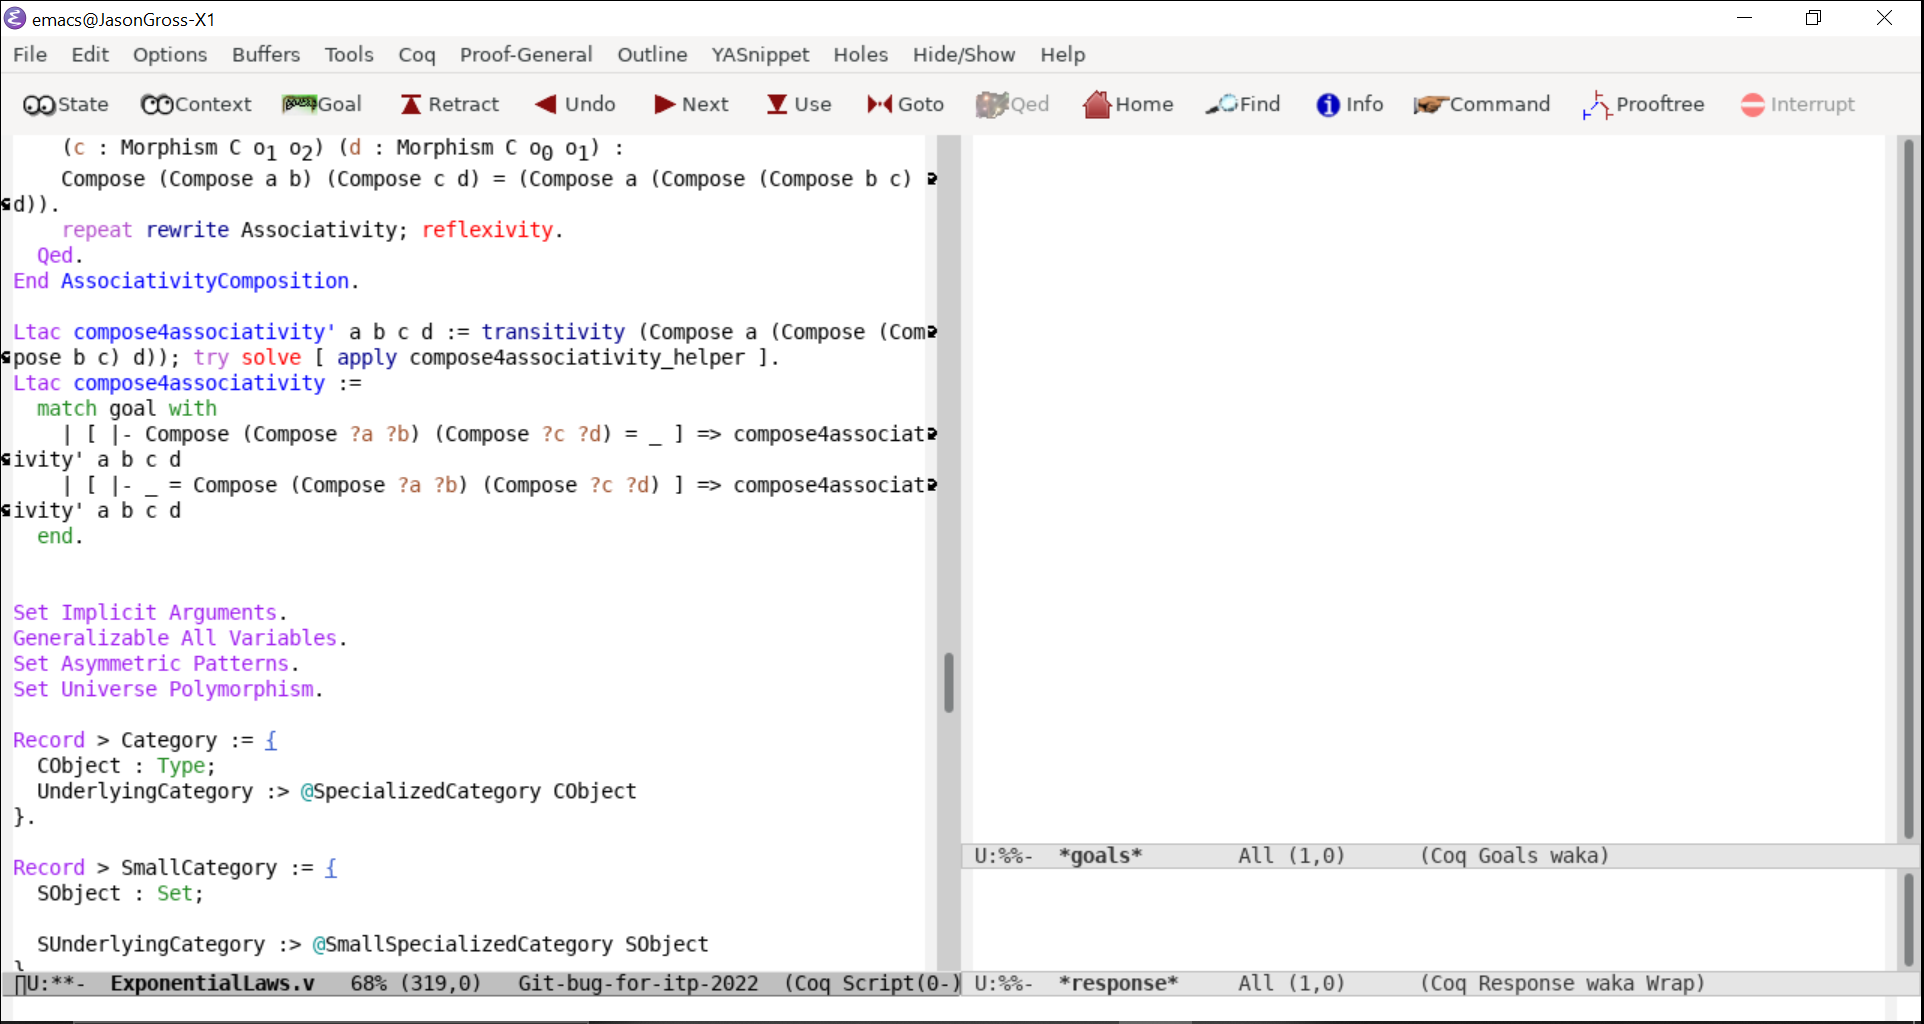 emacs@JasonGross-X1
File Edit Options Buffers Tools Coq Proof-General Outline YASnippet Holes Hide/Show Help
State Context Goal Retract Undo Next Use Goto Qed Home Find Info Command Prooftree Interrupt
(c : Morphism C o1 o2) (d : Morphism C o0 o1) :
Compose (Compose a b) (Compose c d) = (Compose a (Compose (Compose b c)
d)).
repeat rewrite Associativity; reflexivity.
Qed.
End AssociativityComposition.
Ltac compose4associativity' a b c d := transitivity (Compose a (Compose (Com
pose b c) d)); try solve [ apply compose4associativity_helper ].
Ltac compose4associativity :=
match goal with
| [ |- Compose (Compose ?a ?b) (Compose ?c ?d) = _ ] => compose4associat
ivity' a b c d
| [ |- _ = Compose (Compose ?a ?b) (Compose ?c ?d) ] => compose4associat
ivity' a b c d
end.
Set Implicit Arguments.
Generalizable All Variables.
Set Asymmetric Patterns.
Set Universe Polymorphism.
Record > Category := {
CObject : Type;
UnderlyingCategory :> @SpecializedCategory CObject
}.
Record > SmallCategory := {
SObject : Set;
SUnderlyingCategory :> @SmallSpecializedCategory SObject
U:**- ExponentialLaws.v 68% (319,0) Git-bug-for-itp-2022 (Coq Script(0-)
U:%%- *goals* All (1,0) (Coq Goals waka)
U:%%- *response* All (1,0) (Coq Response waka Wrap)